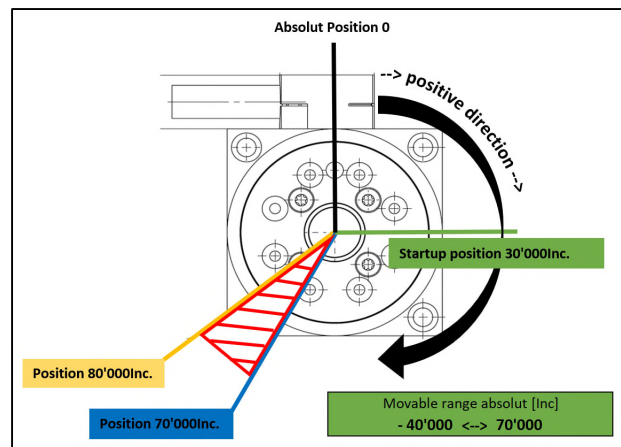 Absolut Position 0
--> positive direction -->
Startup position 30'000Inc.
Position 80'000Inc.
Position 70'000Inc.
Movable range absolut [Inc]
- 40'000 <--> 70'000